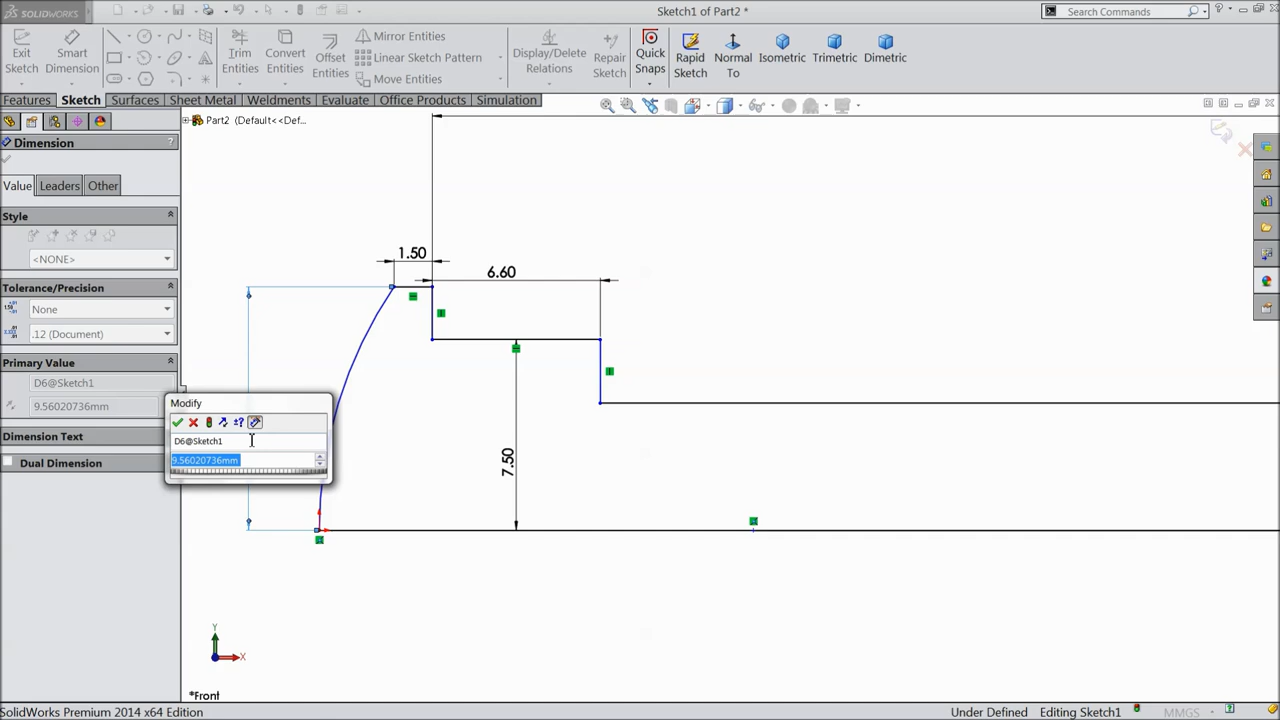 SOLIDWORKS
Sketch1 of Part2 *
Search Commands
Exit Sketch
Smart Dimension
Trim Entities
Convert Entities
Offset Entities
Mirror Entities
Linear Sketch Pattern
Move Entities
Display/Delete Relations
Repair Sketch
Quick Snaps
Rapid Sketch
Normal To
Isometric
Trimetric
Dimetric
Features
Sketch
Surfaces
Sheet Metal
Weldments
Evaluate
Office Products
Simulation
Part2 (Default<<Def...
Dimension
?
Value
Leaders
Other
Style
<NONE>
Tolerance/Precision
None
.12 (Document)
Primary Value
D6@Sketch1
9.56020736mm
Dimension Text
Dual Dimension
1.50
6.60
7.50
Modify
±?
D6@Sketch1
9.56020736mm
Y
X
*Front
SolidWorks Premium 2014 x64 Edition
Under Defined
Editing Sketch1
MMGS
?